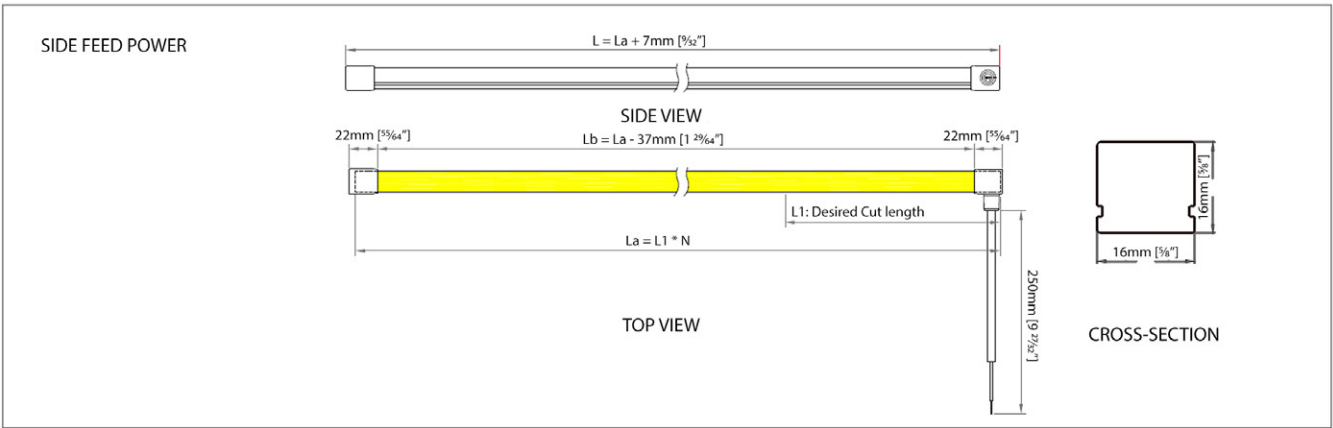 SIDE FEED POWER
L = La + 7mm [⁹⁄₃₂"]
SIDE VIEW
22mm [⁵⁵⁄₆₄"]
Lb = La - 37mm [1 ²⁹⁄₆₄"]
22mm [⁵⁵⁄₆₄"]
L1: Desired Cut length
La = L1 * N
250mm [9 ²⁷⁄₃₂"]
TOP VIEW
16mm [⅝"]
16mm [⅝"]
CROSS-SECTION